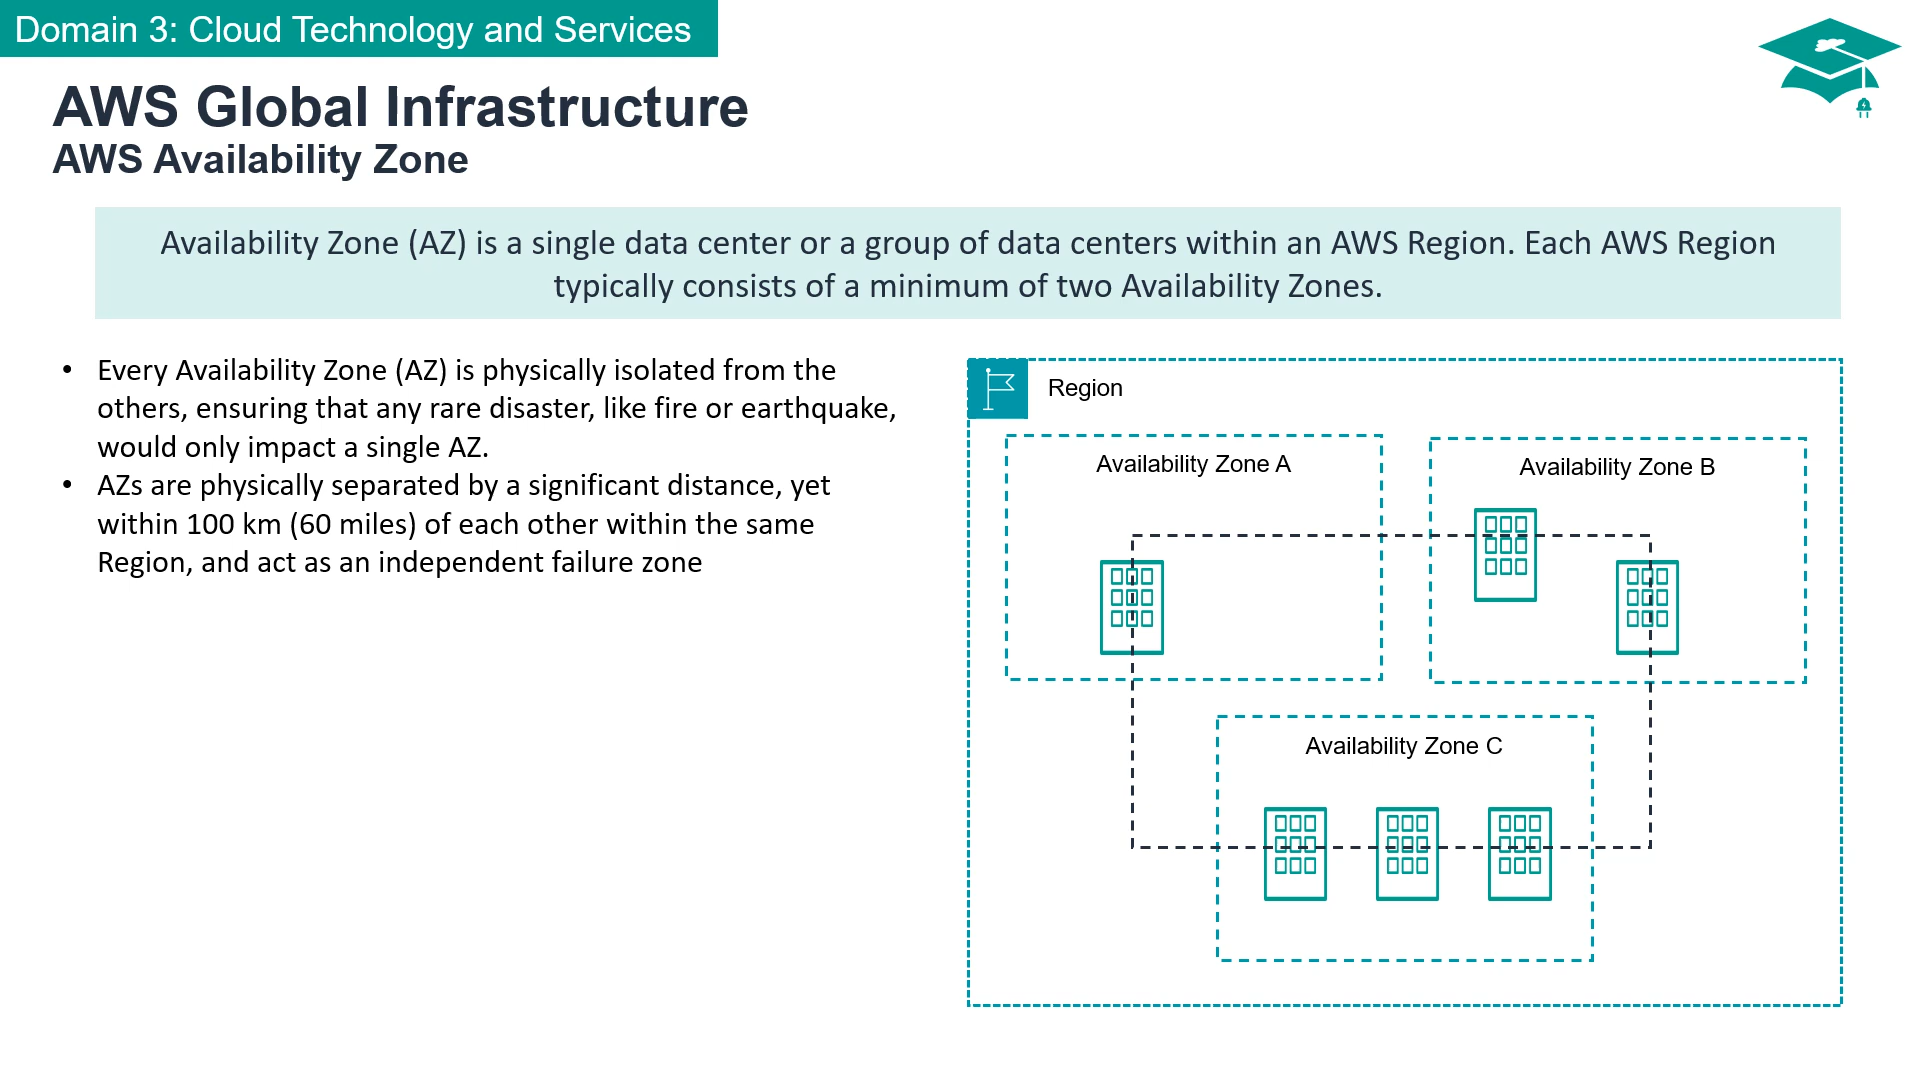 Domain 3: Cloud Technology and Services
AWS Global Infrastructure
AWS Availability Zone
Availability Zone (AZ) is a single data center or a group of data centers within an AWS Region. Each AWS Region
typically consists of a minimum of two Availability Zones.
• Every Availability Zone (AZ) is physically isolated from the
others, ensuring that any rare disaster, like fire or earthquake,
would only impact a single AZ.
• AZs are physically separated by a significant distance, yet
within 100 km (60 miles) of each other within the same
Region, and act as an independent failure zone
Region
Availability Zone A
Availability Zone B
Availability Zone C